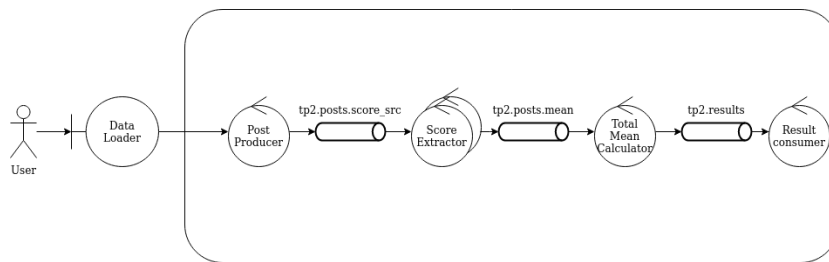 tp2.posts.score_src
tp2.posts.mean
tp2.results
User
Data
Loader
Post
Producer
Score
Extractor
Total
Mean
Calculator
Result
consumer